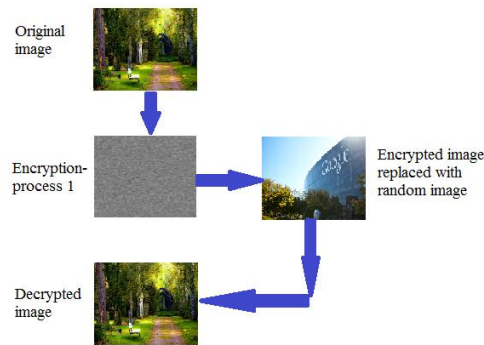 Original
image
Encryption-
process 1
Encrypted image
replaced with
random image
Decrypted
image